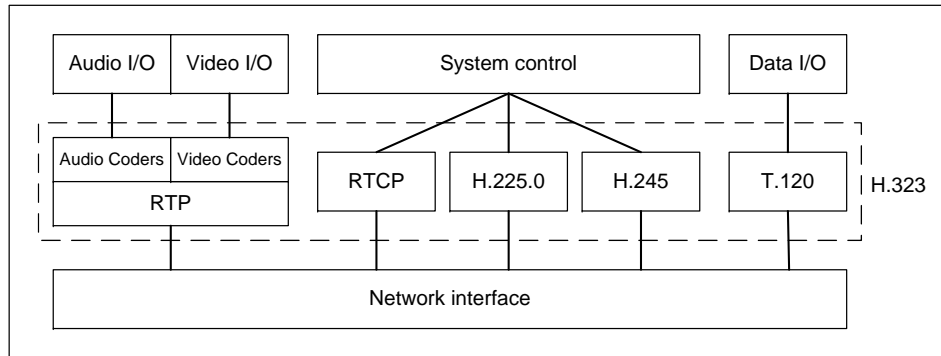 Audio I/O
Video I/O
System control
Data I/O
Audio Coders
Video Coders
RTP
RTCP
H.225.0
H.245
T.120
H.323
Network interface